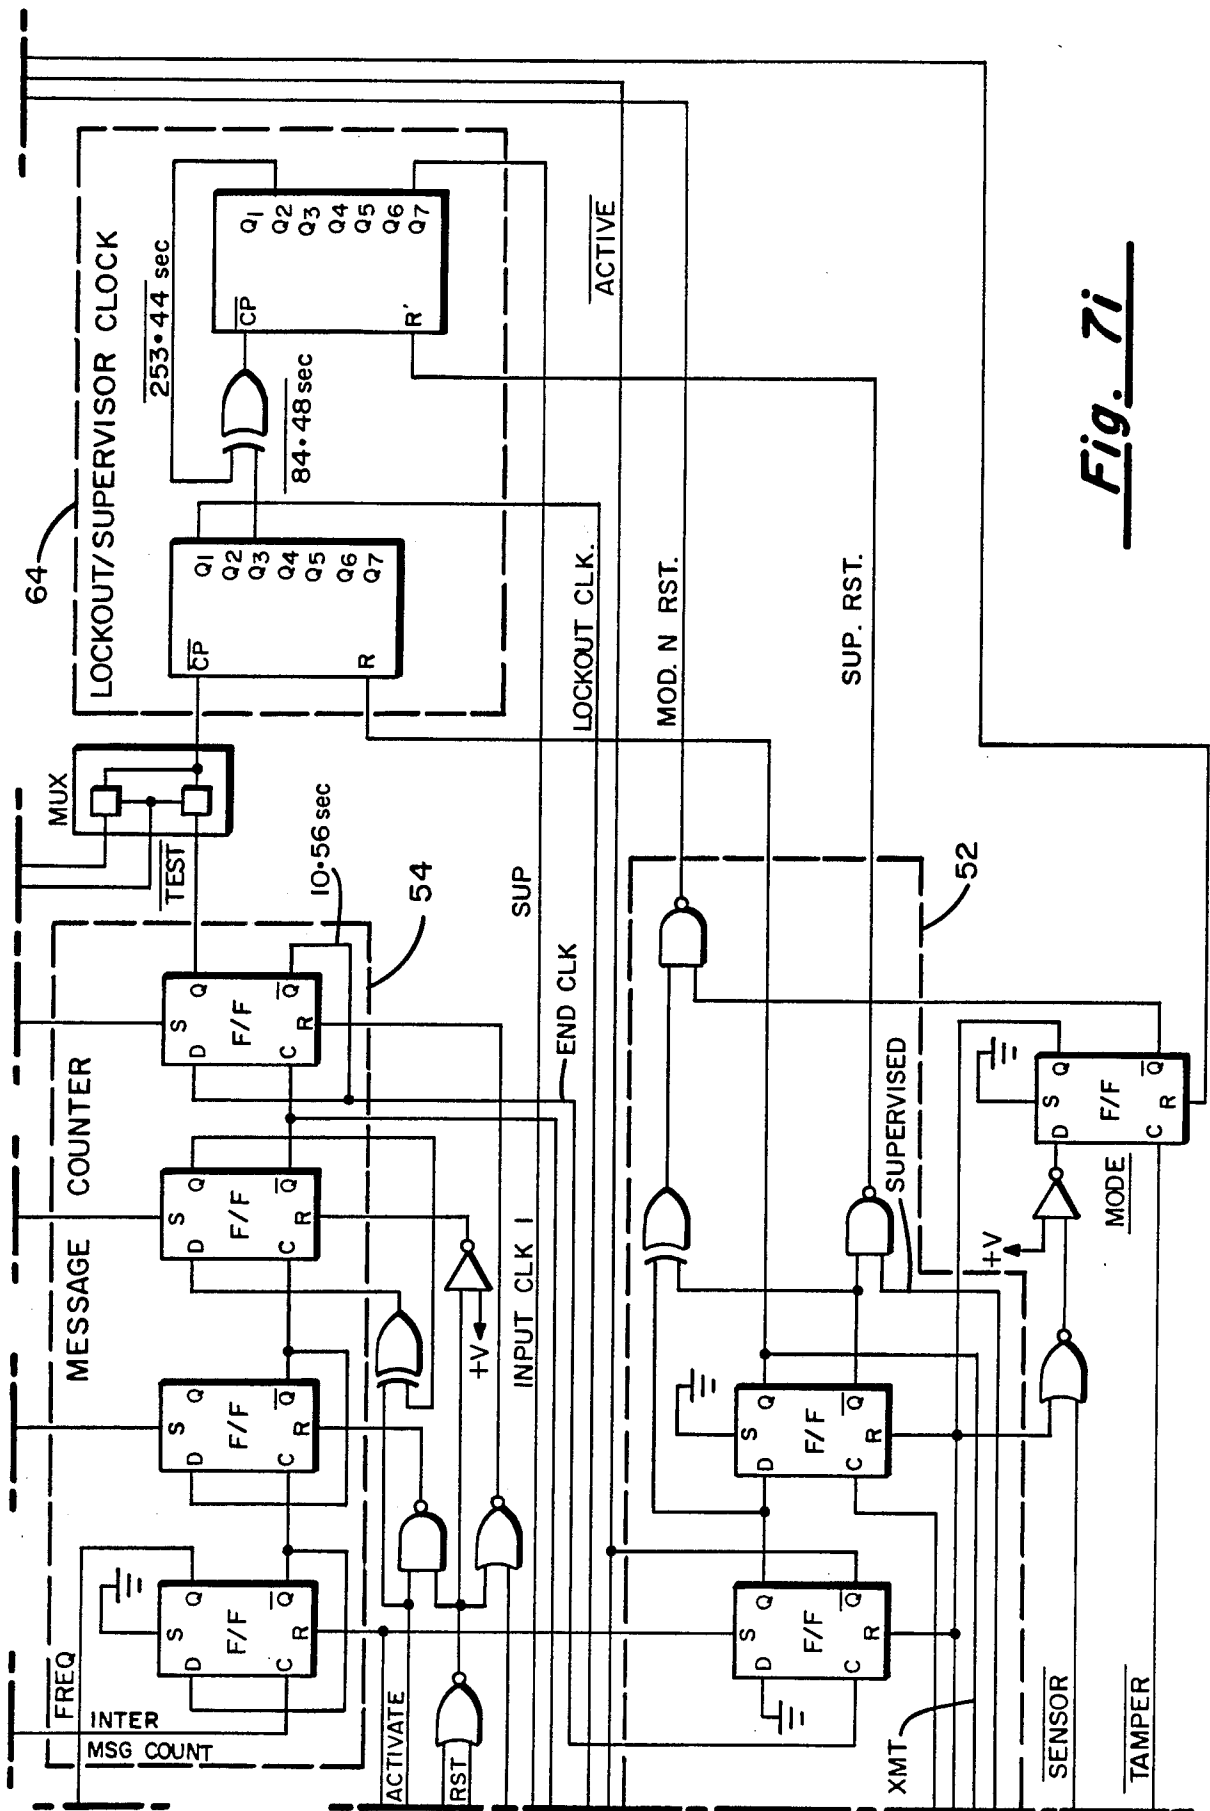 64
LOCKOUT/SUPERVISOR CLOCK
253.44 sec
84.48 sec
CP
R
Q1
Q2
Q3
Q4
Q5
Q6
Q7
CP
R'
Q1
Q2
Q3
Q4
Q5
Q6
Q7
MUX
TEST
MESSAGE COUNTER
54
10.56 sec
FREQ
INTER
MSG COUNT
S
D
Q
F/F
C
Q
R
S
D
Q
F/F
C
Q
R
S
D
Q
F/F
C
Q
R
S
D
Q
F/F
C
Q
R
ACTIVATE
RST
+V
INPUT CLK 1
SUP
END CLK
LOCKOUT CLK.
ACTIVE
MOD. N RST.
SUP. RST.
52
SUPERVISED
S
D
Q
F/F
C
Q
R
S
D
Q
F/F
C
Q
R
XMT.
SENSOR
TAMPER
+V
MODE
S
D
Q
F/F
C
Q
R
Fig. 7i